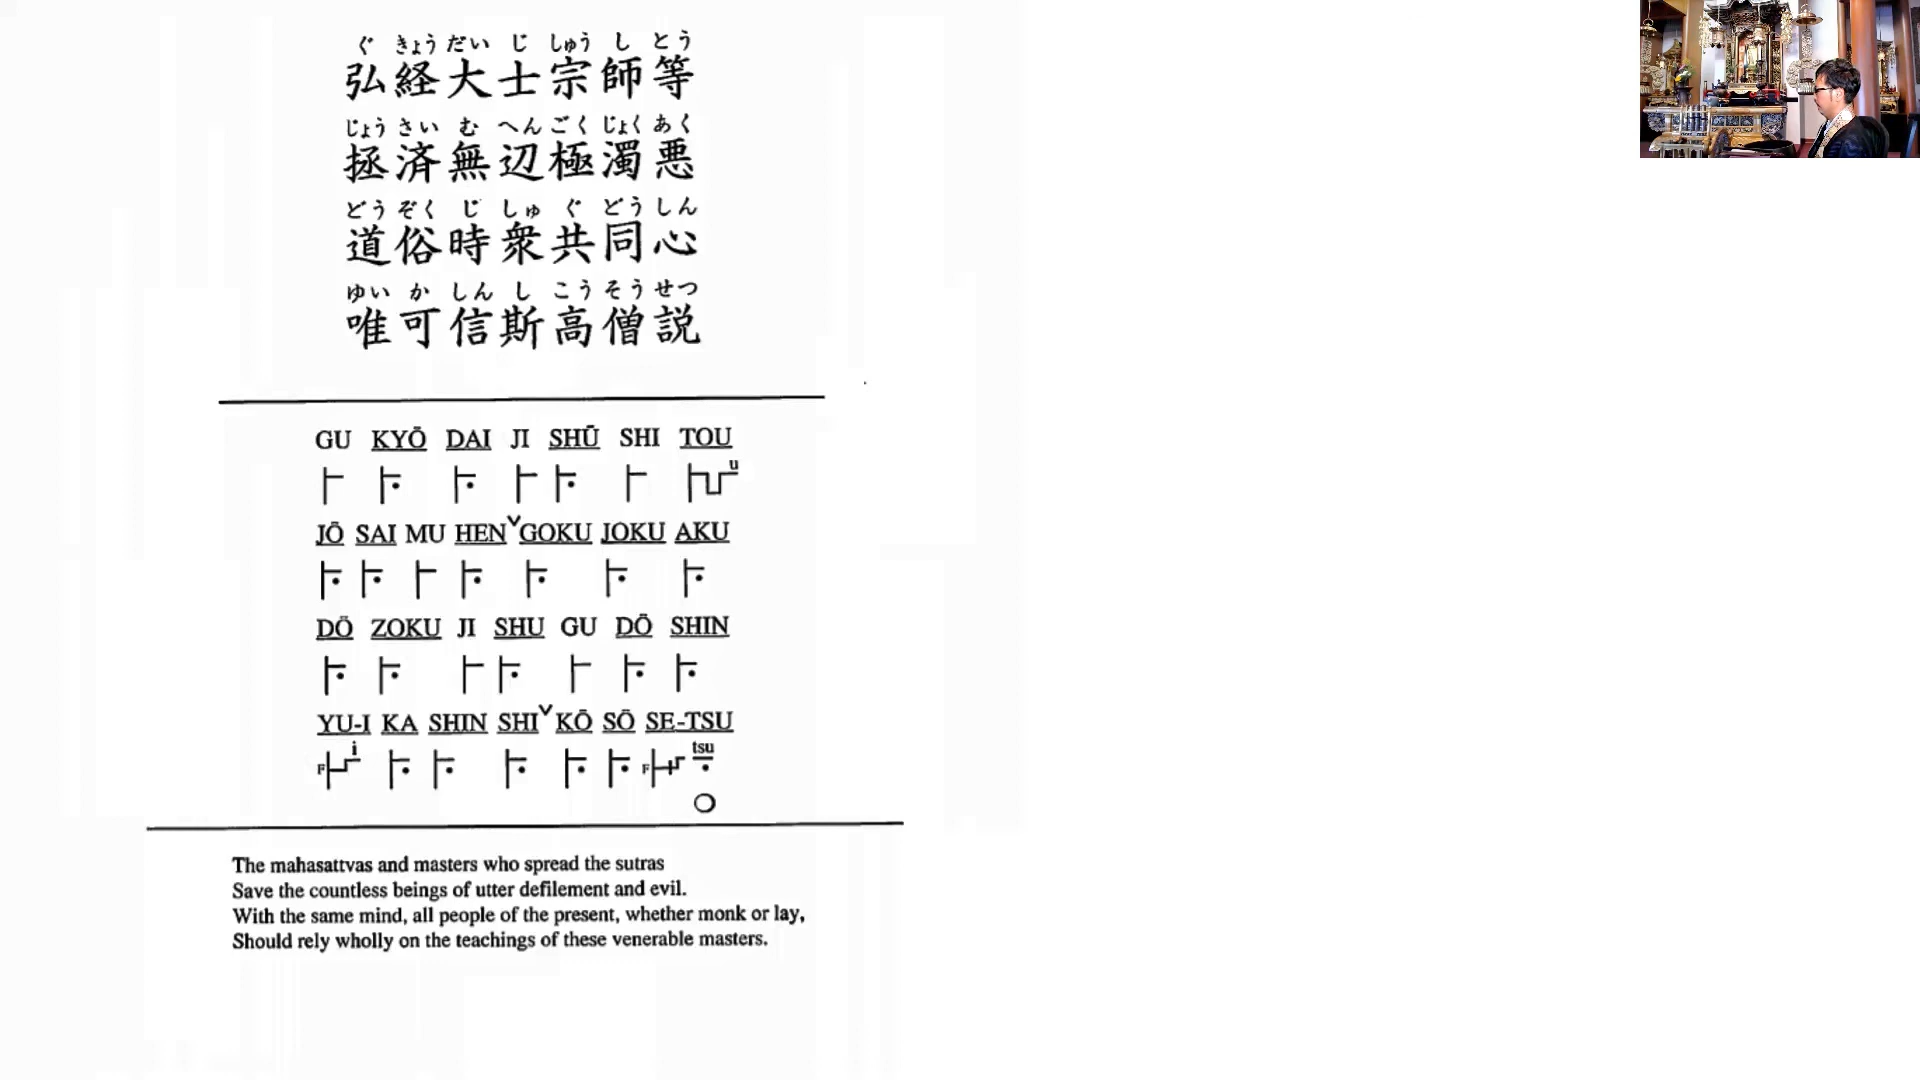 ぐ きょう だい じ しゅう し とう
弘経大士宗師等
じょう さい む へん ごく じょく あく
拯済無辺極濁悪
どう ぞく じ しゅ ぐ どう しん
道俗時衆共同心
ゆい か しん し こう そう せつ
唯可信斯高僧説
GU KYŌ DAI JI SHŪ SHI TOU
u
JŌ SAI MU HEN˅GOKU JOKU AKU
DŌ ZOKU JI SHU GU DŌ SHIN
YU-I KA SHIN SHI˅KŌ SŌ SE-TSU
F i F tsu
The mahasattvas and masters who spread the sutras
Save the countless beings of utter defilement and evil.
With the same mind, all people of the present, whether monk or lay,
Should rely wholly on the teachings of these venerable masters.